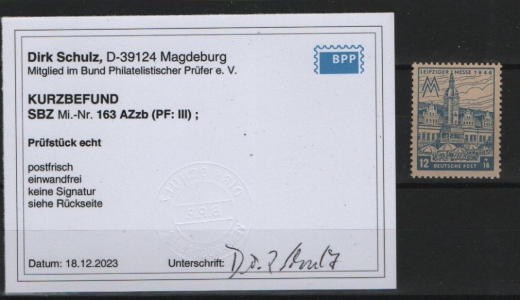 Dirk Schulz, D-39124 Magdeburg
Mitglied im Bund Philatelistischer Prüfer e. V.
BPP
KURZBEFUND
SBZ Mi.-Nr. 163 AZzb (PF: III) ;
Prüfstück echt
postfrisch
einwandfrei
keine Signatur
siehe Rückseite
Datum: 18.12.2023
Unterschrift:
LEIPZIGER MESSE 1946
12 + 18
DEUTSCHE POST